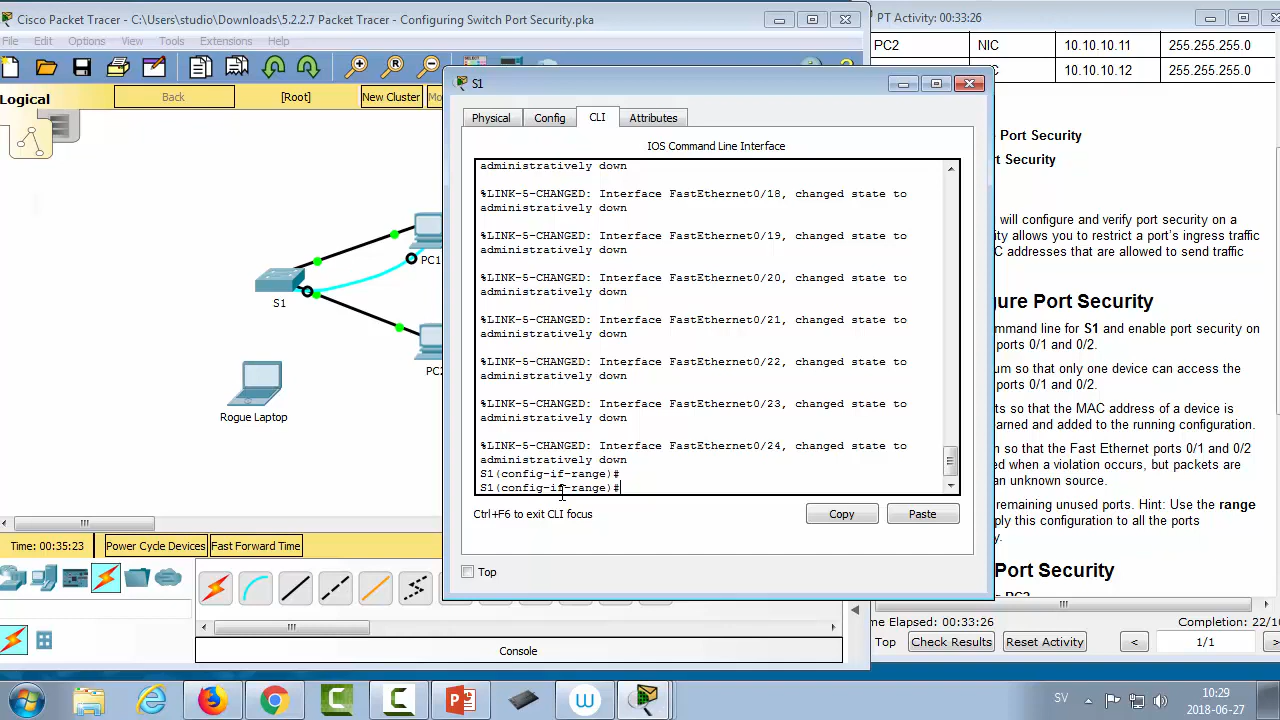 Cisco Packet Tracer - C:\Users\studio\Downloads\5.2.2.7 Packet Tracer - Configuring Switch Port Security.pka
File Edit Options View Tools Extensions Help
Logical
Back
[Root]
New Cluster
S1
PC1
PC2
Rogue Laptop
Time: 00:35:23
Power Cycle Devices
Fast Forward Time
Console
S1
Physical
Config
CLI
Attributes
IOS Command Line Interface
administratively down
%LINK-5-CHANGED: Interface FastEthernet0/18, changed state to
administratively down
%LINK-5-CHANGED: Interface FastEthernet0/19, changed state to
administratively down
%LINK-5-CHANGED: Interface FastEthernet0/20, changed state to
administratively down
%LINK-5-CHANGED: Interface FastEthernet0/21, changed state to
administratively down
%LINK-5-CHANGED: Interface FastEthernet0/22, changed state to
administratively down
%LINK-5-CHANGED: Interface FastEthernet0/23, changed state to
administratively down
%LINK-5-CHANGED: Interface FastEthernet0/24, changed state to
administratively down
S1(config-if-range)#
S1(config-if-range)#
Ctrl+F6 to exit CLI focus
Copy
Paste
Top
PT Activity: 00:33:26
PC2 NIC 10.10.10.11 255.255.255.0
10.10.10.12 255.255.255.0
Port Security
rt Security
will configure and verify port security on a
ity allows you to restrict a port's ingress traffic
C addresses that are allowed to send traffic
ure Port Security
ommand line for S1 and enable port security on
ports 0/1 and 0/2.
um so that only one device can access the
ports 0/1 and 0/2.
ts so that the MAC address of a device is
arned and added to the running configuration.
n so that the Fast Ethernet ports 0/1 and 0/2
ed when a violation occurs, but packets are
an unknown source.
remaining unused ports. Hint: Use the range
ply this configuration to all the ports
y.
Port Security
me Elapsed: 00:33:26
Completion: 22/10
Top
Check Results
Reset Activity
<
1/1
>
SV
10:29
2018-06-27